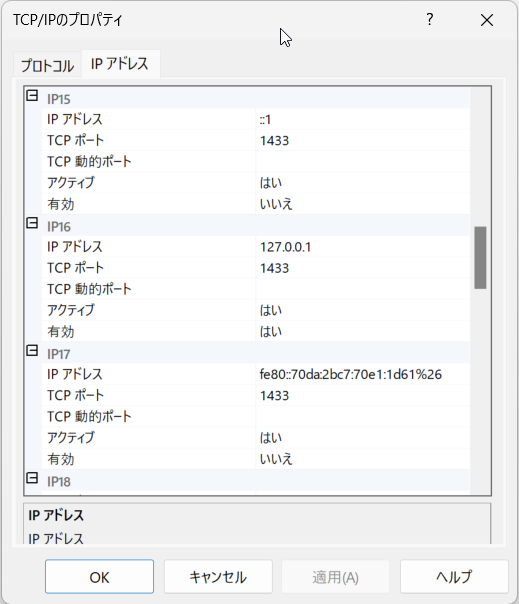 TCP/IPのプロパティ ? ×
プロトコル IP アドレス
IP15
IP アドレス ::1
TCP ポート 1433
TCP 動的ポート
アクティブ はい
有効 いいえ
IP16
IP アドレス 127.0.0.1
TCP ポート 1433
TCP 動的ポート
アクティブ はい
有効 はい
IP17
IP アドレス fe80::70da:2bc7:70e1:1d61%26
TCP ポート 1433
TCP 動的ポート
アクティブ はい
有効 いいえ
IP18
IP アドレス
IP アドレス
OK キャンセル 適用(A) ヘルプ